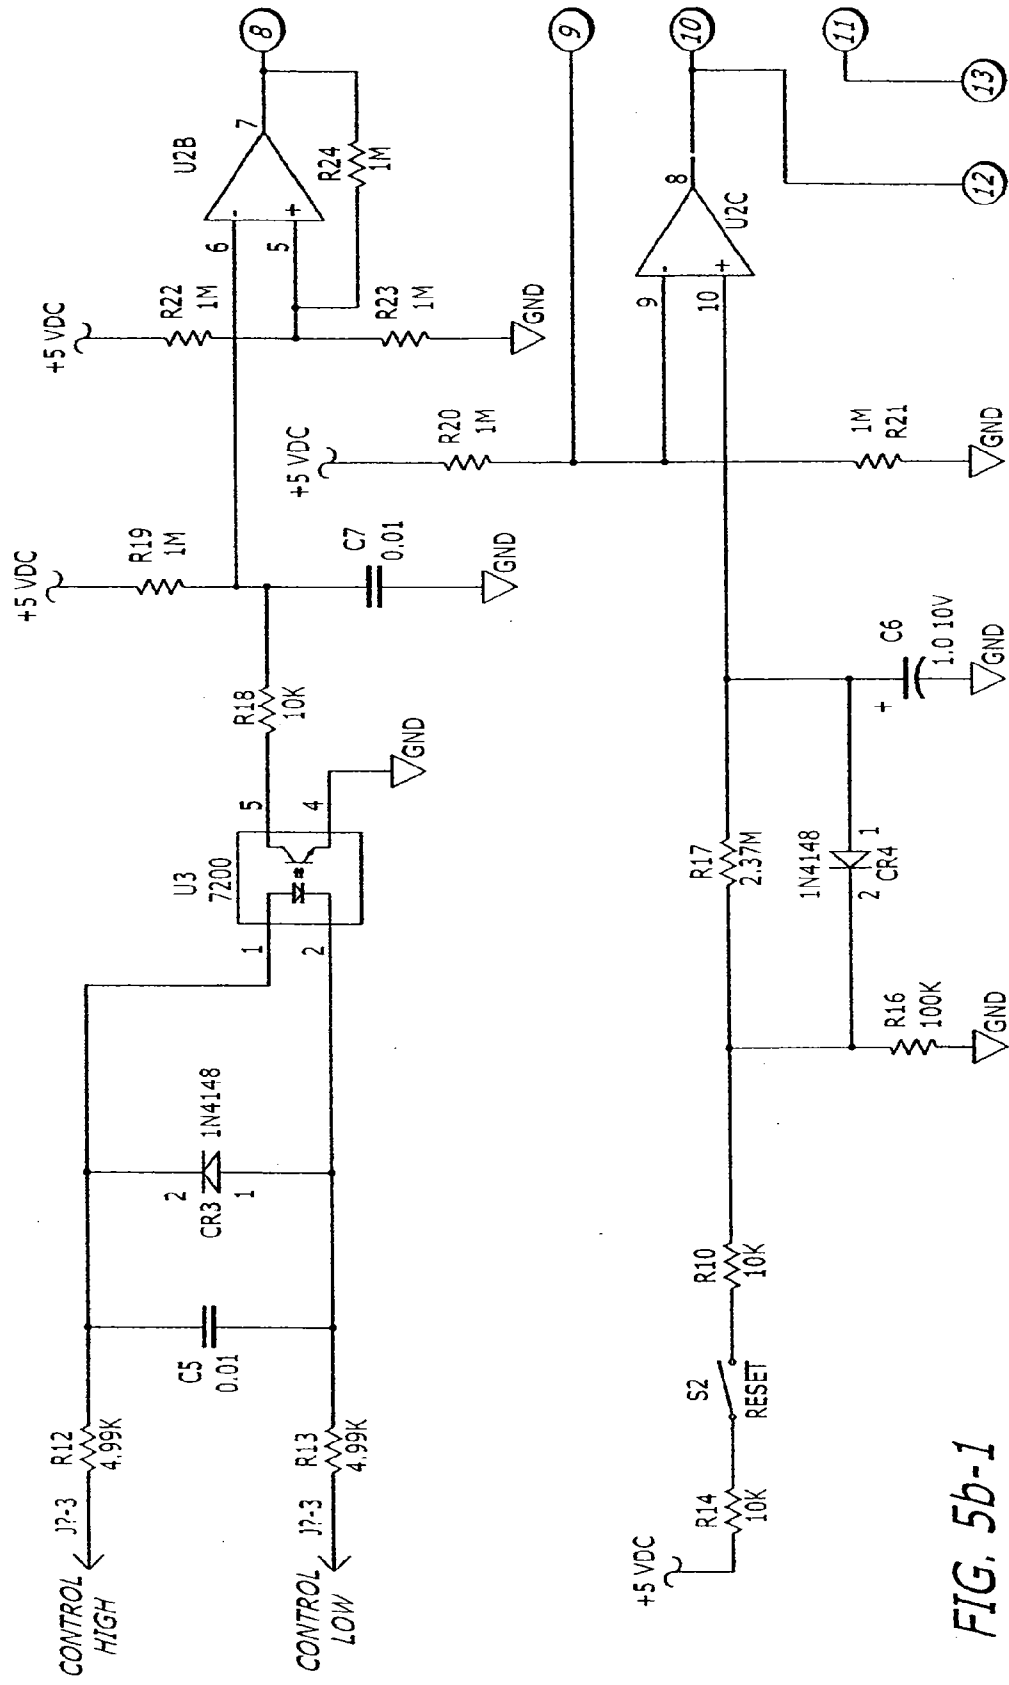 CONTROL
HIGH
J?-3
R12
4.99K
C5
0.01
2
CR3
1
1N4148
CONTROL
LOW
J?-3
R13
4.99K
1
2
U3
7200
5
4
GND
R18
10K
+5 VDC
R19
1M
C7
0.01
GND
+5 VDC
R22
1M
R23
1M
GND
6
5
-
+
U2B
7
R24
1M
8
+5 VDC
R20
1M
9
+5 VDC
R14
10K
S2
RESET
R10
10K
R16
100K
GND
R17
2.37M
1N4148
2
1
CR4
+
C6
1.0 10V
GND
1M
R21
GND
9
10
-
+
8
U2C
10
12
11
13
FIG. 5b-1